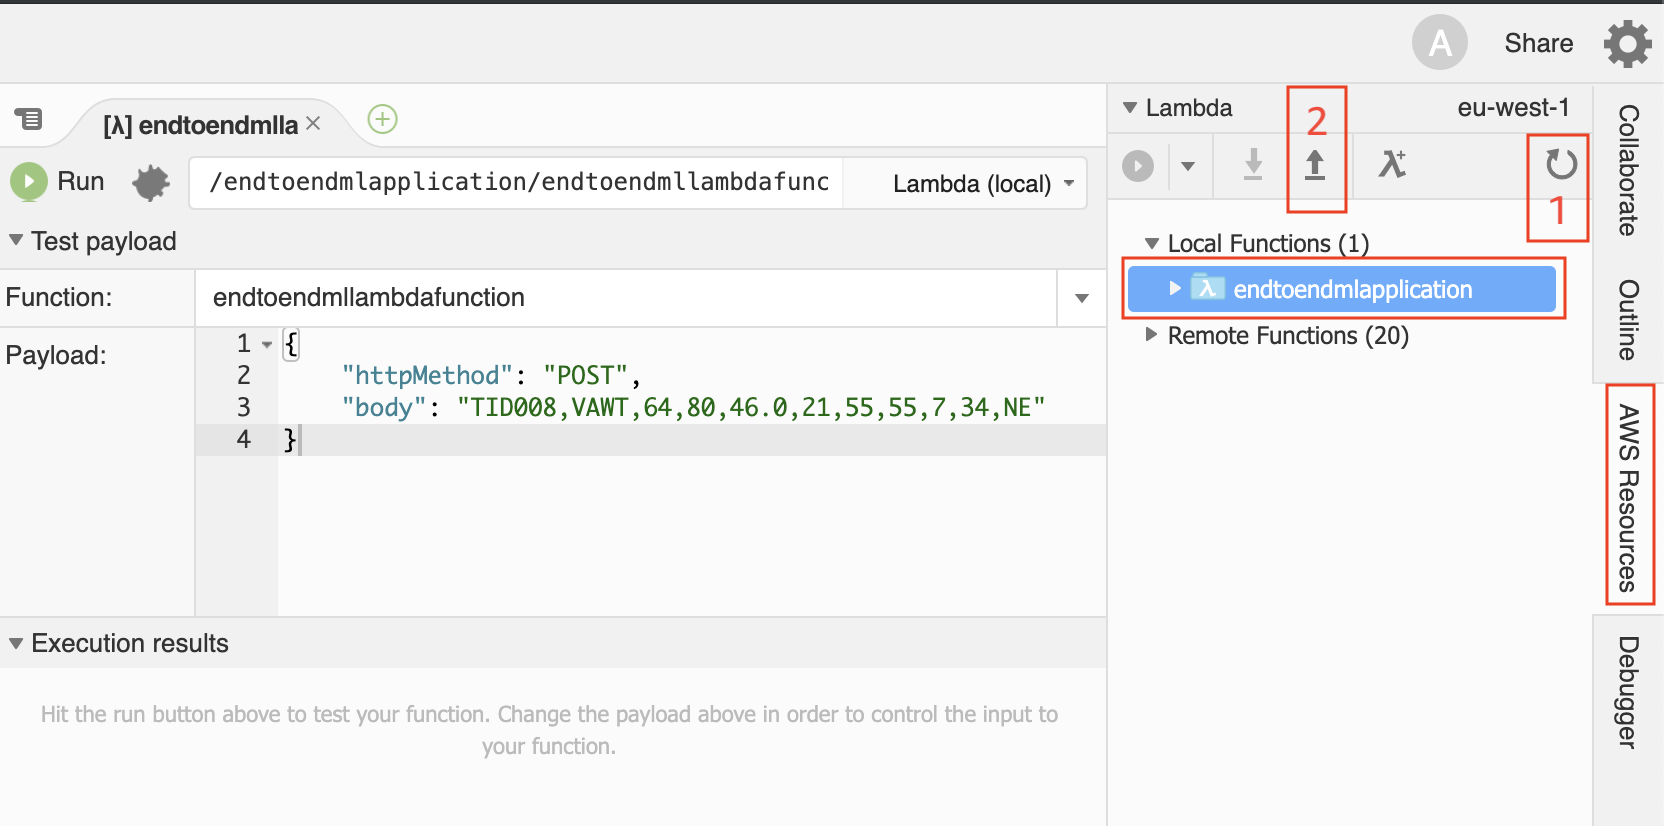 A
Share
[λ] endtoendmlla
Run
/endtoendmlapplication/endtoendmllambdafunc
Lambda (local)
Test payload
Function:
endtoendmllambdafunction
Payload:
1 {
2 "httpMethod": "POST",
3 "body": "TID008,VAWT,64,80,46.0,21,55,55,7,34,NE"
4 }
Execution results
Hit the run button above to test your function. Change the payload above in order to control the input to
your function.
Lambda
eu-west-1
2
λ+
1
Local Functions (1)
λ endtoendmlapplication
Remote Functions (20)
Collaborate
Outline
AWS Resources
Debugger